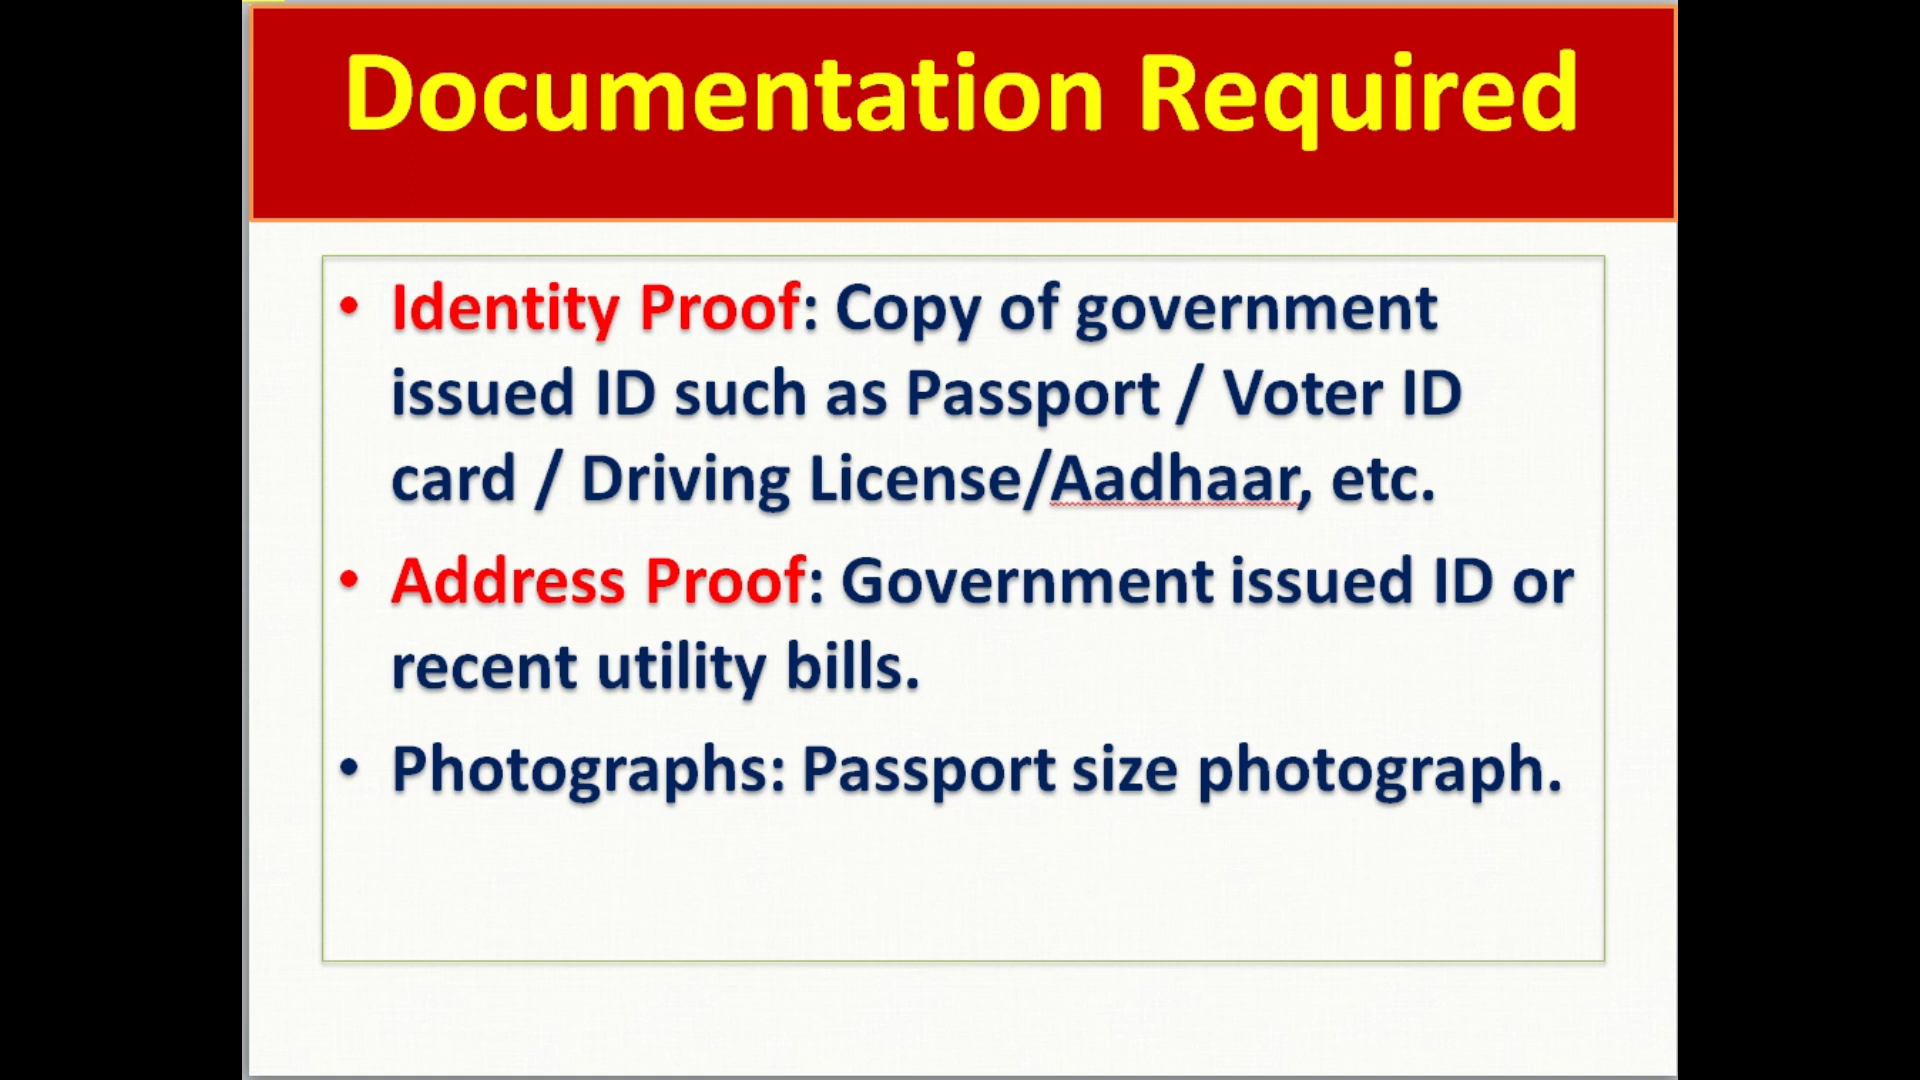 Documentation Required
• Identity Proof: Copy of government
issued ID such as Passport / Voter ID
card / Driving License/Aadhaar, etc.
• Address Proof: Government issued ID or
recent utility bills.
• Photographs: Passport size photograph.